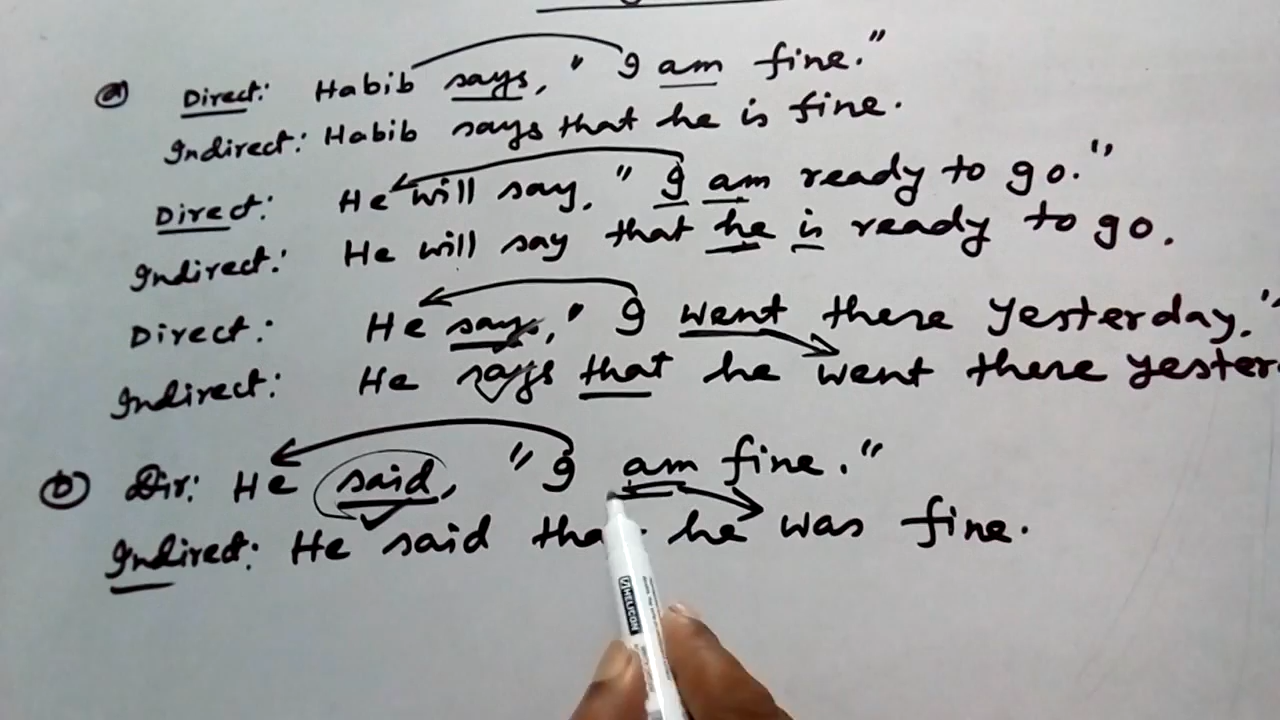 (a) Direct: Habib says, "I am fine."
Indirect: Habib says that he is fine.
Direct: He will say, "I am ready to go."
Indirect: He will say that he is ready to go.
Direct: He says, "I went there yesterday."
Indirect: He says that he went there yester
(b) Dir: He said, "I am fine."
Indirect: He said tha he was fine.
HELICON